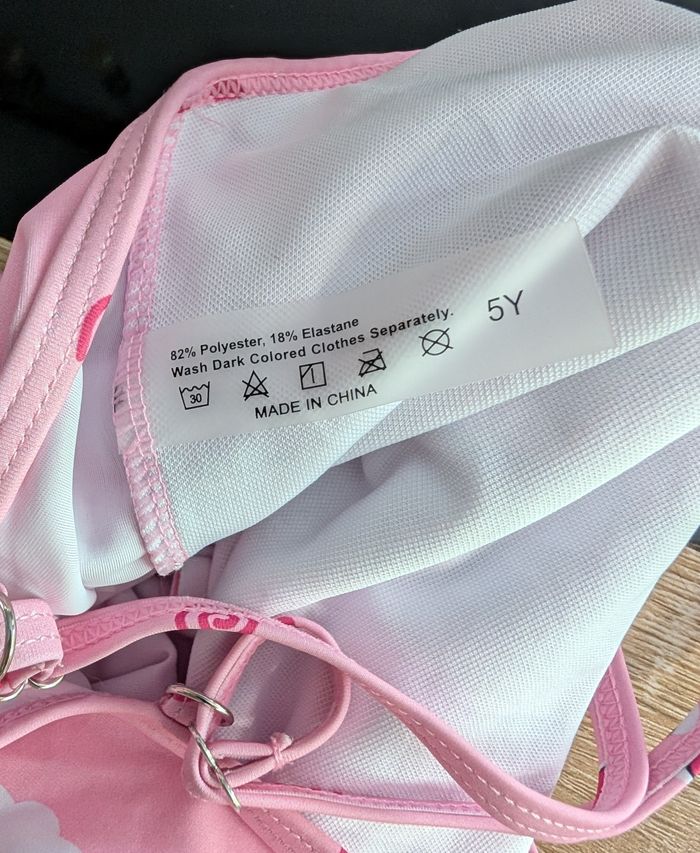 82% Polyester, 18% Elastane
Wash Dark Colored Clothes Separately.
5Y
30
MADE IN CHINA